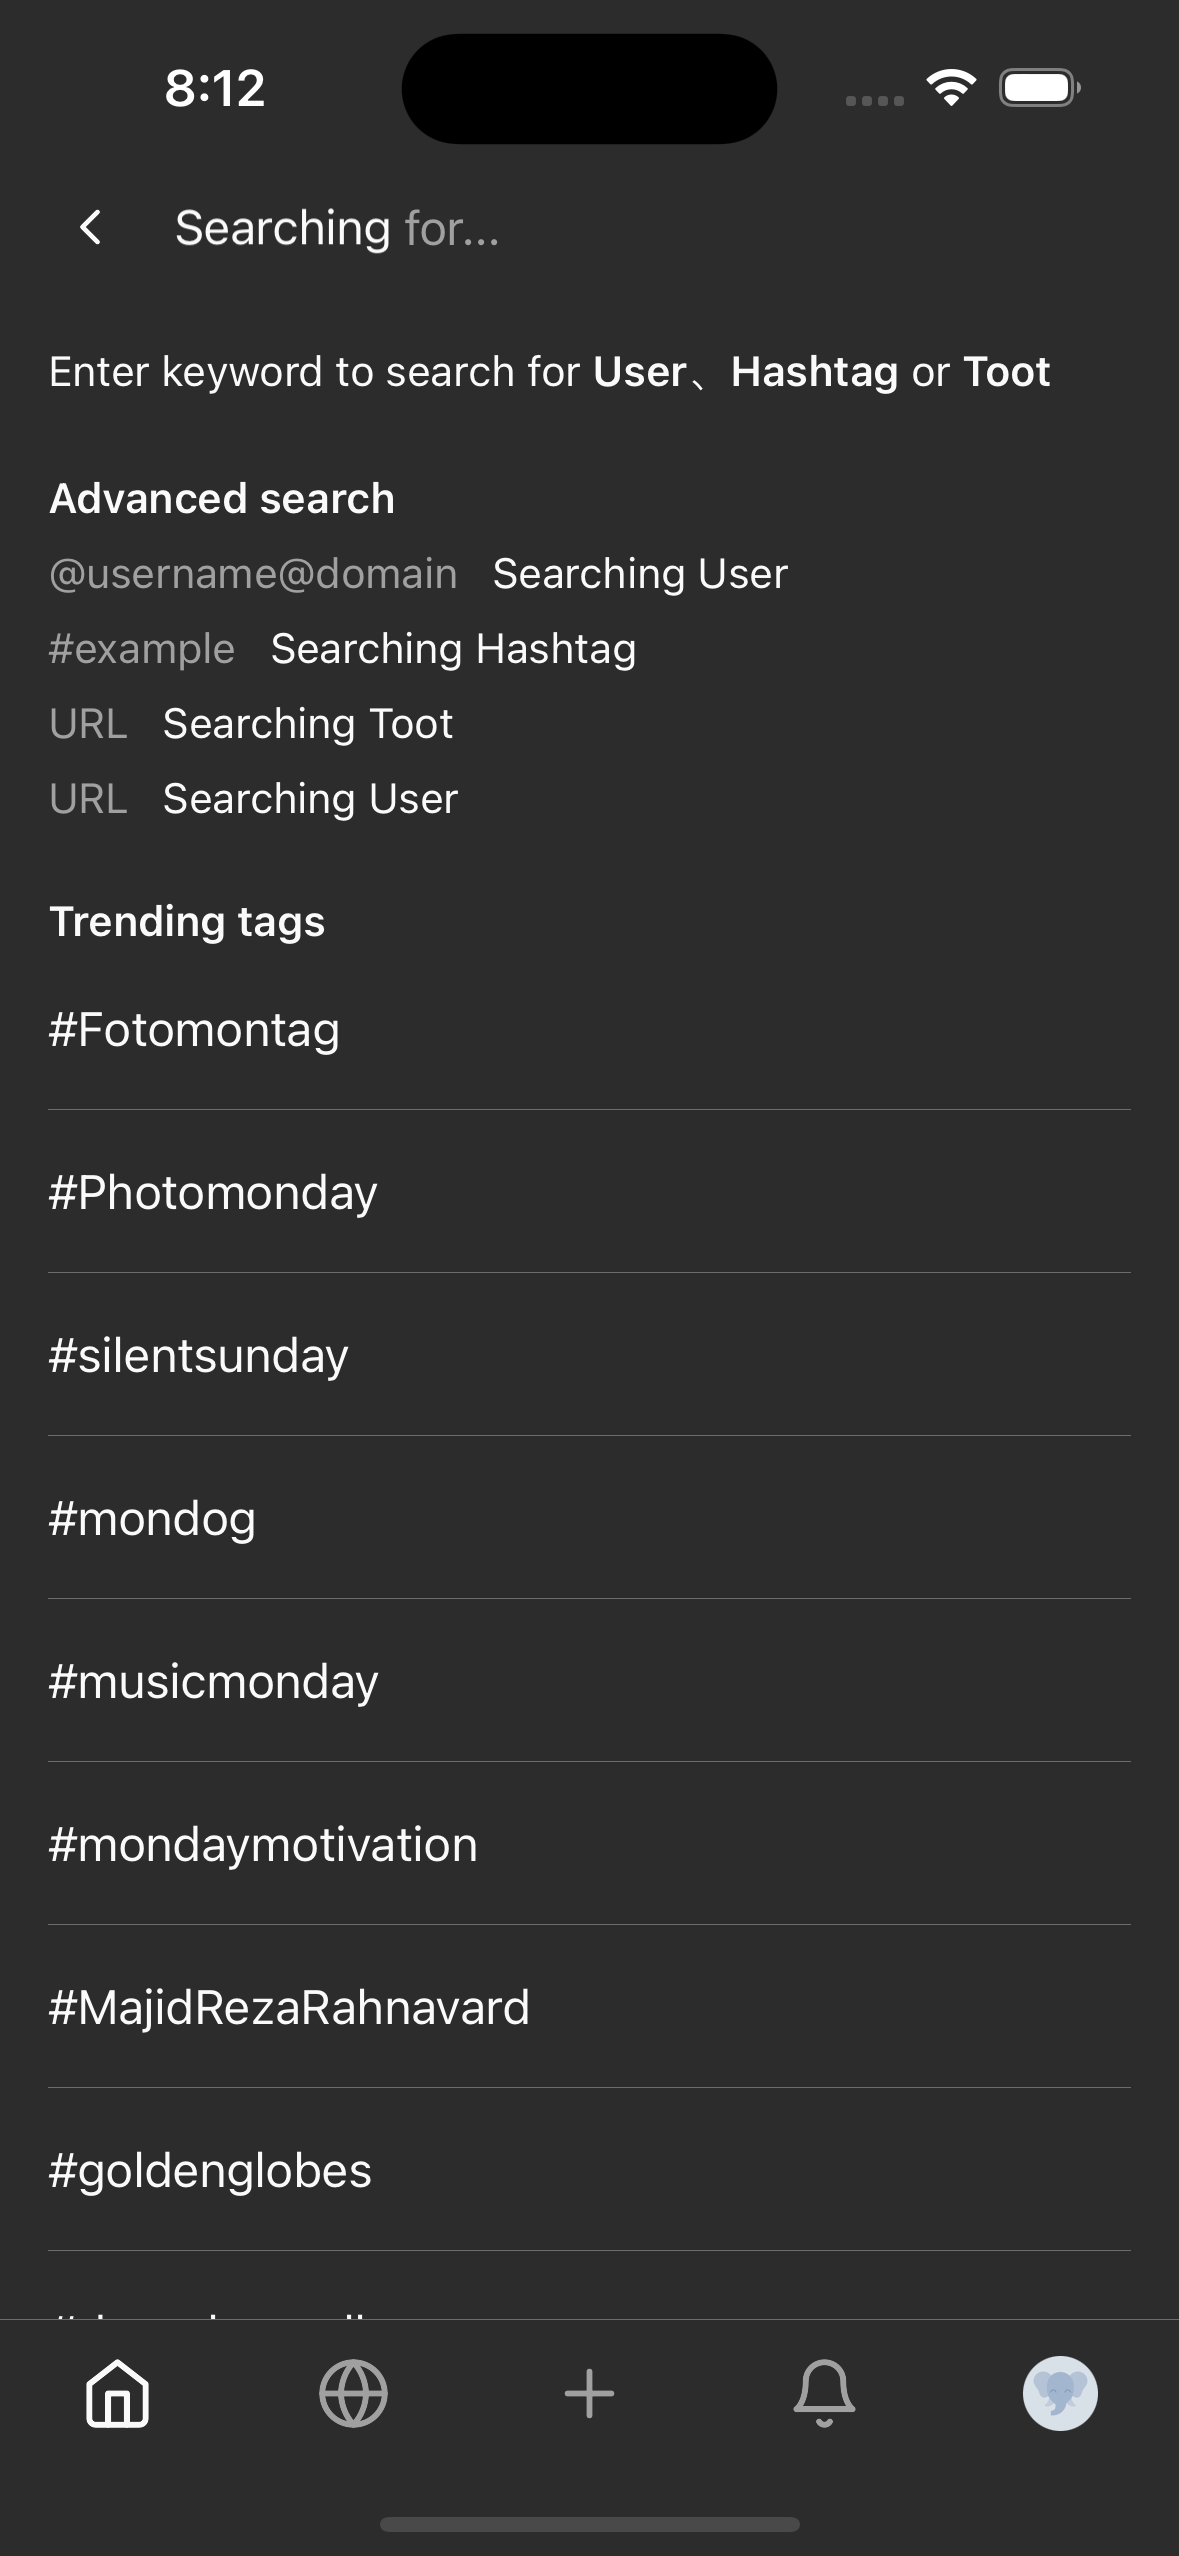 8:12
Searching for...
Enter keyword to search for User、Hashtag or Toot
Advanced search
@username@domain Searching User
#example Searching Hashtag
URL Searching Toot
URL Searching User
Trending tags
#Fotomontag
#Photomonday
#silentsunday
#mondog
#musicmonday
#mondaymotivation
#MajidRezaRahnavard
#goldenglobes